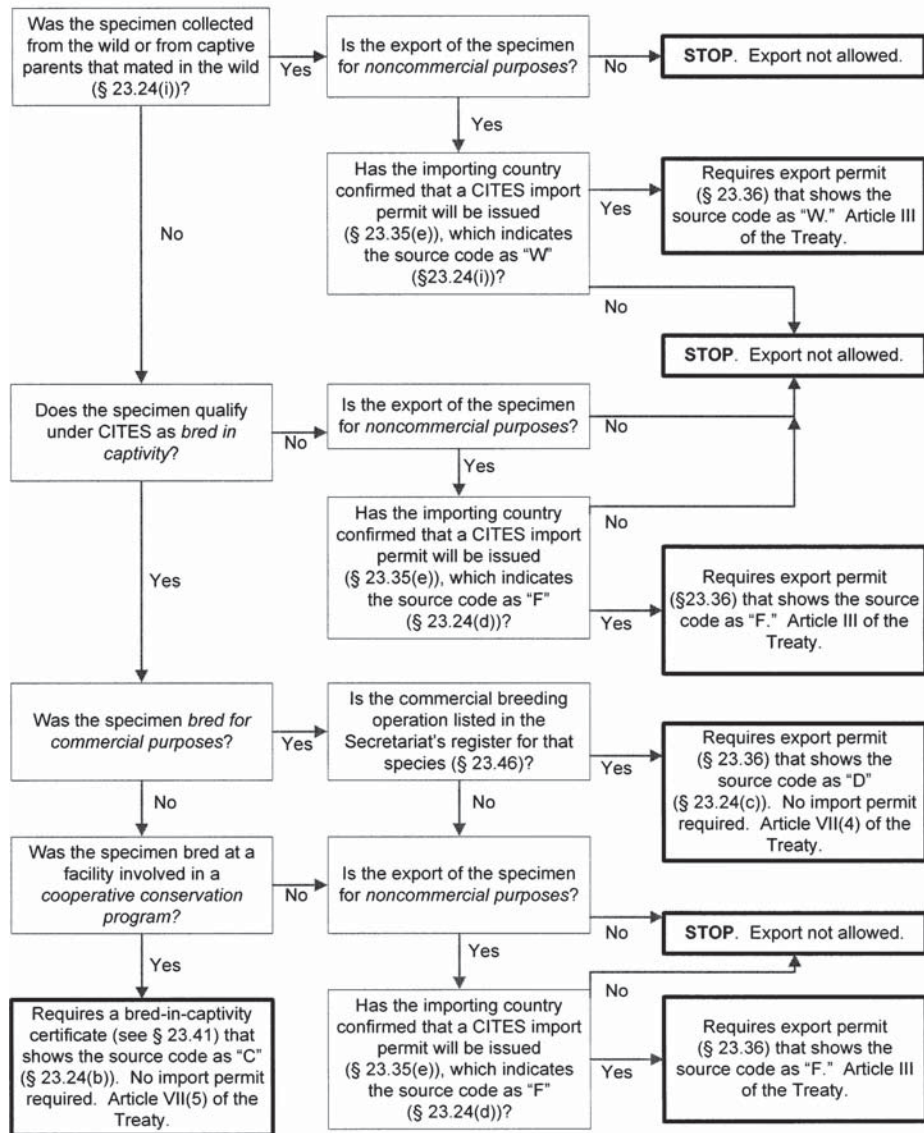 Was the specimen collected
from the wild or from captive
parents that mated in the wild
(§ 23.24(i))?
Yes
Is the export of the specimen
for noncommercial purposes?
No
STOP.  Export not allowed.
Yes
No
Has the importing country
confirmed that a CITES import
permit will be issued
(§ 23.35(e)), which indicates
the source code as “W”
(§23.24(i))?
Yes
Requires export permit
(§ 23.36) that shows the
source code as “W.”  Article III
of the Treaty.
No
STOP.  Export not allowed.
Does the specimen qualify
under CITES as bred in
captivity?
No
Is the export of the specimen
for noncommercial purposes?
No
Yes
Yes
Has the importing country
confirmed that a CITES import
permit will be issued
(§ 23.35(e)), which indicates
the source code as “F”
(§ 23.24(d))?
No
Yes
Requires export permit
(§23.36) that shows the source
code as “F.”  Article III of the
Treaty.
Was the specimen bred for
commercial purposes?
Yes
Is the commercial breeding
operation listed in the
Secretariat’s register for that
species (§ 23.46)?
Yes
Requires export permit
(§ 23.36) that shows the
source code as “D”
(§ 23.24(c)).  No import permit
required.  Article VII(4) of the
Treaty.
No
No
Was the specimen bred at a
facility involved in a
cooperative conservation
program?
No
Is the export of the specimen
for noncommercial purposes?
No
STOP.  Export not allowed.
Yes
Yes
Requires a bred-in-captivity
certificate (see § 23.41) that
shows the source code as “C”
(§ 23.24(b)).  No import permit
required.  Article VII(5) of the
Treaty.
Has the importing country
confirmed that a CITES import
permit will be issued
(§ 23.35(e)), which indicates
the source code as “F”
(§ 23.24(d))?
No
Yes
Requires export permit
(§ 23.36) that shows the
source code as “F.”  Article III
of the Treaty.